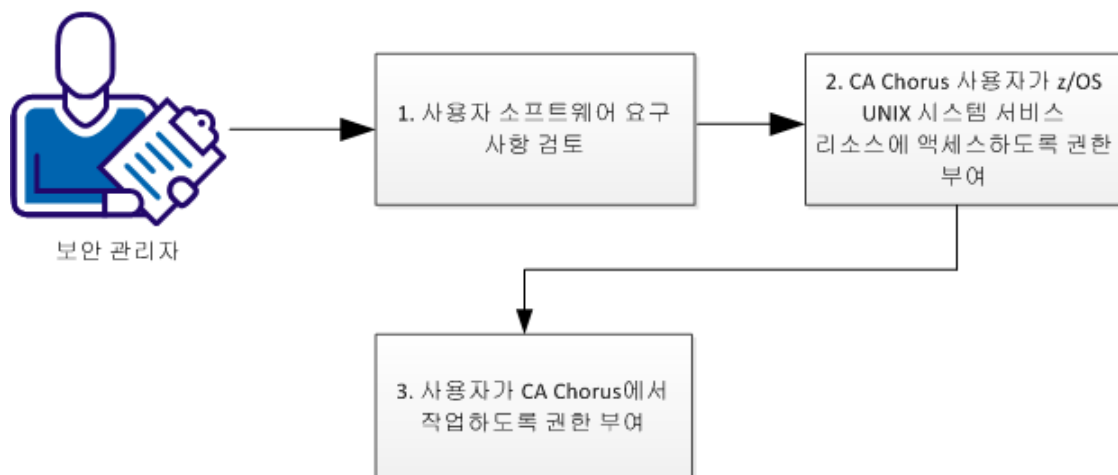 보안 관리자
1. 사용자 소프트웨어 요구
사항 검토
2. CA Chorus 사용자가 z/OS
UNIX 시스템 서비스
리소스에 액세스하도록 권한
부여
3. 사용자가 CA Chorus에서
작업하도록 권한 부여